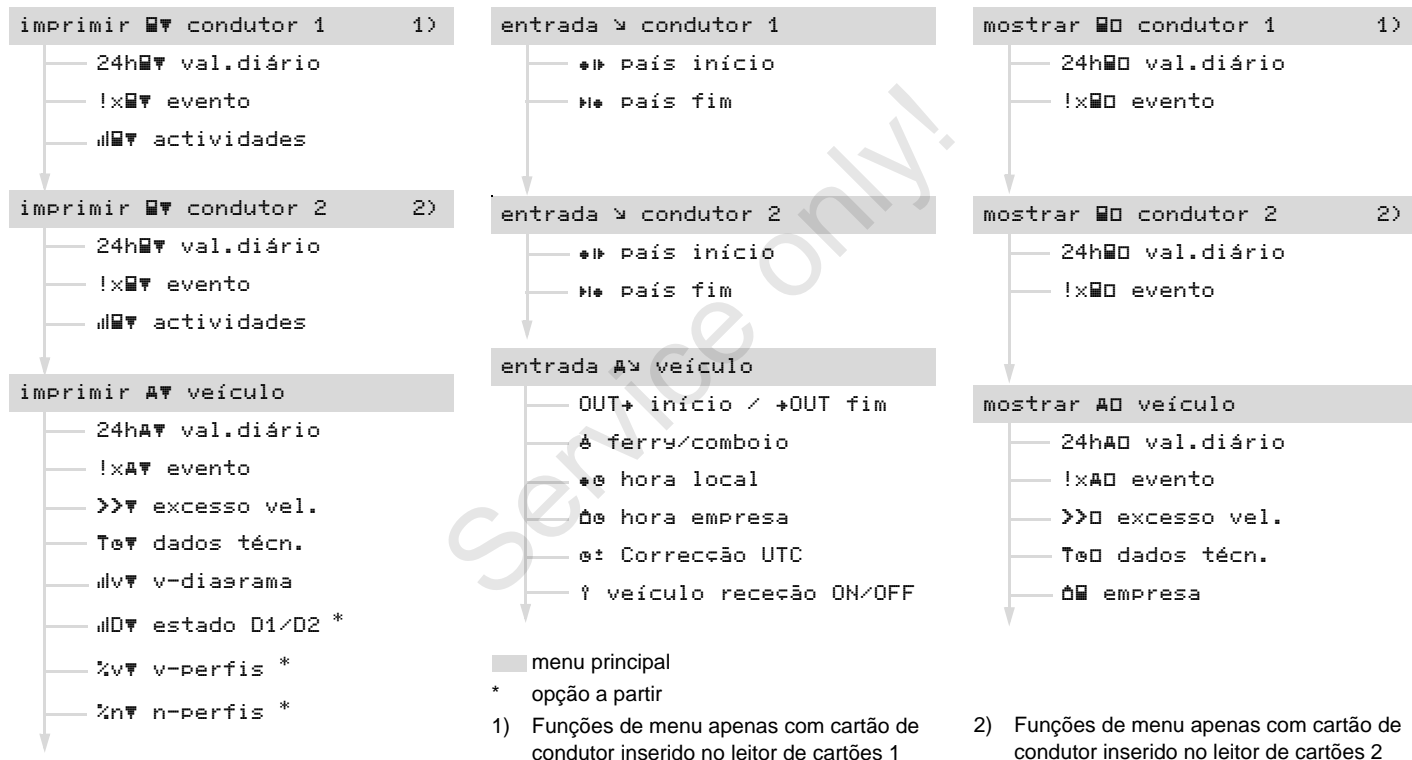 imprimir condutor 1 1)
24h val.diário
!x evento
actividades
imprimir condutor 2 2)
24h val.diário
!x evento
actividades
imprimir veículo
24h val.diário
!x evento
>> excesso vel.
dados técn.
v v-diagrama
D estado D1/D2 *
%v v-perfis *
%n n-perfis *
entrada condutor 1
país início
país fim
entrada condutor 2
país início
país fim
entrada veículo
OUT→ início / →OUT fim
ferry/comboio
hora local
hora empresa
Correcção UTC
veículo receção ON/OFF
menu principal
* opção a partir
1) Funções de menu apenas com cartão de
condutor inserido no leitor de cartões 1
mostrar condutor 1 1)
24h val.diário
!x evento
mostrar condutor 2 2)
24h val.diário
!x evento
mostrar veículo
24h val.diário
!x evento
>> excesso vel.
dados técn.
empresa
2) Funções de menu apenas com cartão de
condutor inserido no leitor de cartões 2
Service only!